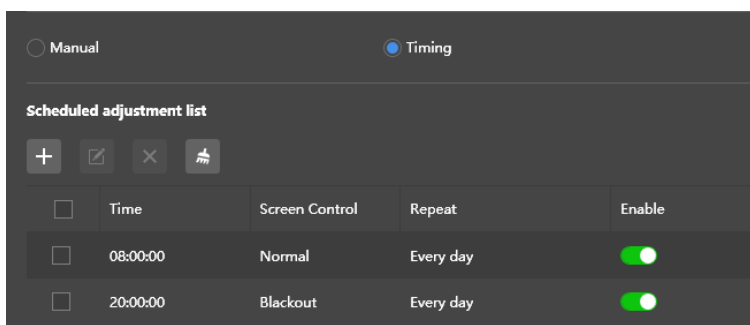 Manual Timing
Scheduled adjustment list
Time Screen Control Repeat Enable
08:00:00 Normal Every day
20:00:00 Blackout Every day